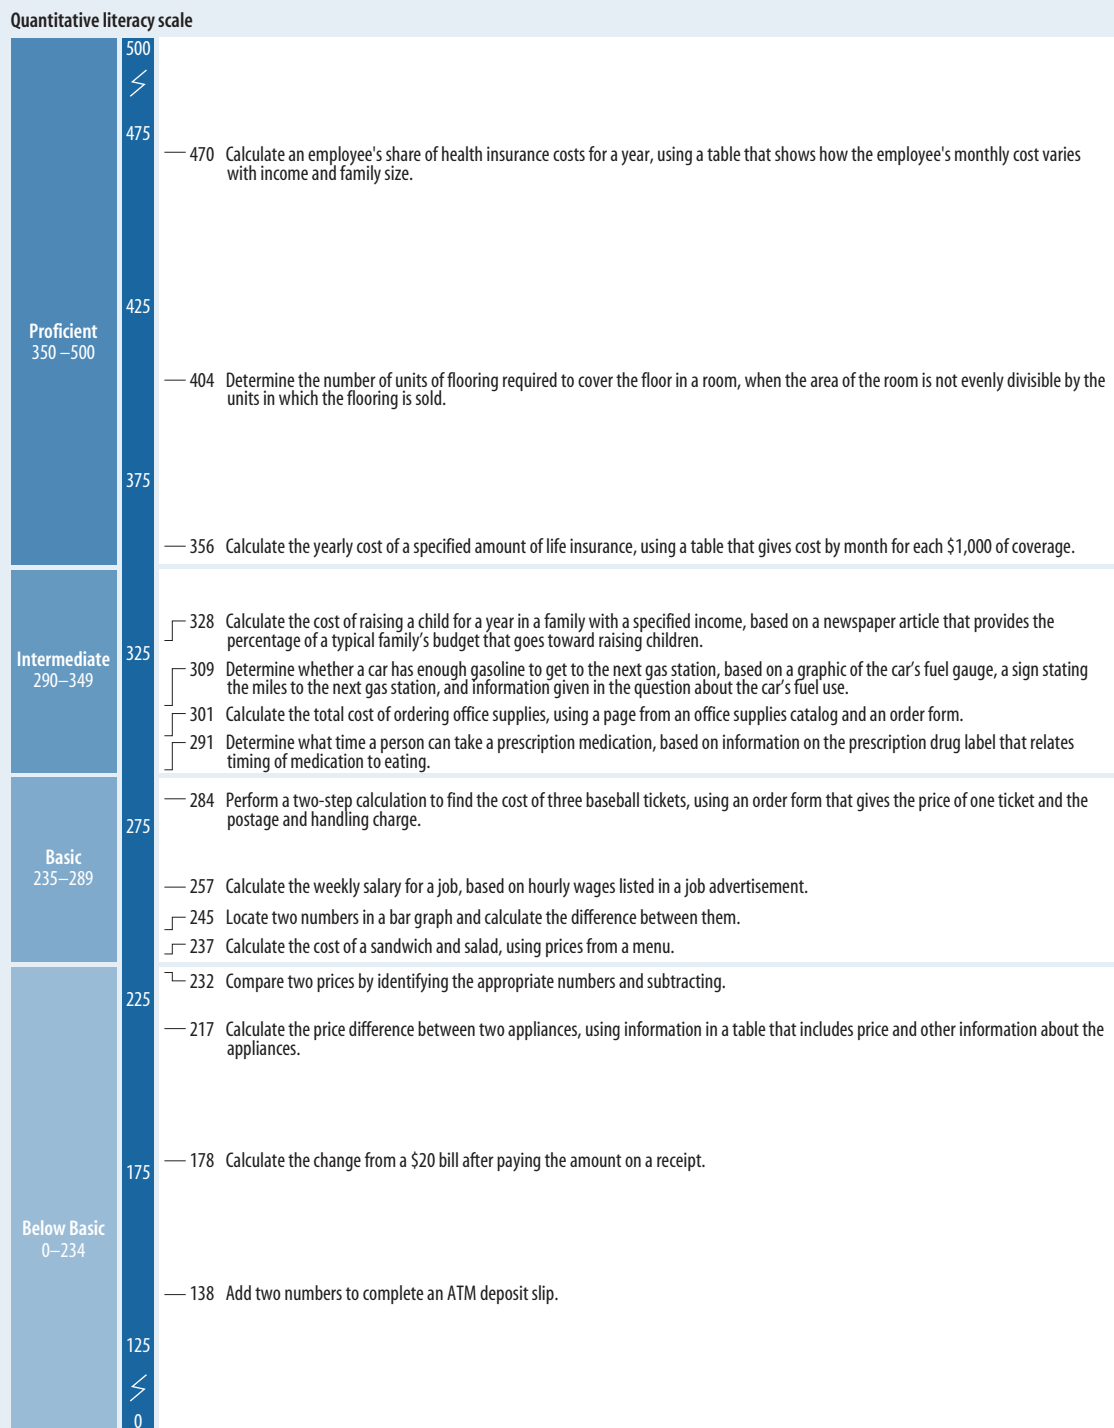 Quantitative literacy scale
500
475
470 Calculate an employee's share of health insurance costs for a year, using a table that shows how the employee's monthly cost varies
with income and family size.
425
Proficient
350 –500
404 Determine the number of units of flooring required to cover the floor in a room, when the area of the room is not evenly divisible by the
units in which the flooring is sold.
375
356 Calculate the yearly cost of a specified amount of life insurance, using a table that gives cost by month for each $1,000 of coverage.
328 Calculate the cost of raising a child for a year in a family with a specified income, based on a newspaper article that provides the
percentage of a typical family’s budget that goes toward raising children.
Intermediate
290–349
325
309 Determine whether a car has enough gasoline to get to the next gas station, based on a graphic of the car’s fuel gauge, a sign stating
the miles to the next gas station, and information given in the question about the car’s fuel use.
301 Calculate the total cost of ordering office supplies, using a page from an office supplies catalog and an order form.
291 Determine what time a person can take a prescription medication, based on information on the prescription drug label that relates
timing of medication to eating.
284 Perform a two-step calculation to find the cost of three baseball tickets, using an order form that gives the price of one ticket and the
postage and handling charge.
275
Basic
235–289
257 Calculate the weekly salary for a job, based on hourly wages listed in a job advertisement.
245 Locate two numbers in a bar graph and calculate the difference between them.
237 Calculate the cost of a sandwich and salad, using prices from a menu.
232 Compare two prices by identifying the appropriate numbers and subtracting.
225
217 Calculate the price difference between two appliances, using information in a table that includes price and other information about the
appliances.
178 Calculate the change from a $20 bill after paying the amount on a receipt.
175
Below Basic
0–234
138 Add two numbers to complete an ATM deposit slip.
125
0